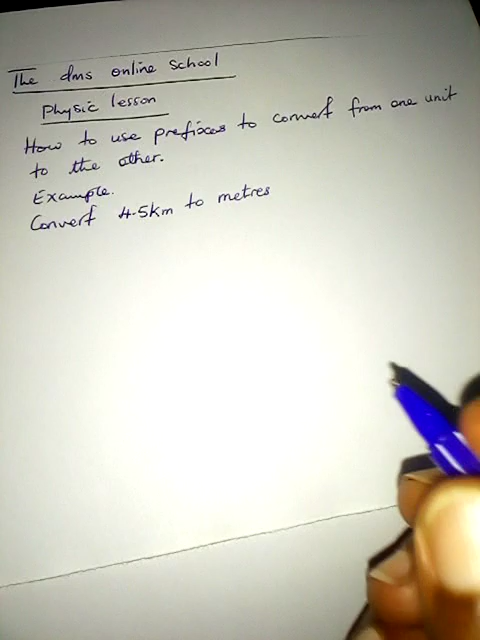 The dms online school
Physic lesson
How to use prefixes to convert from one unit
to the other.
Example.
Convert 4.5km to metres